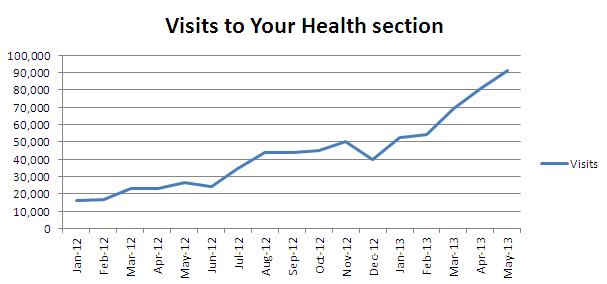 Visits to Your Health section
100,000
90,000
80,000
70,000
60,000
50,000
40,000
30,000
20,000
10,000
0
Visits
Jan-12
Feb-12
Mar-12
Apr-12
May-12
Jun-12
Jul-12
Aug-12
Sep-12
Oct-12
Nov-12
Dec-12
Jan-13
Feb-13
Mar-13
Apr-13
May-13